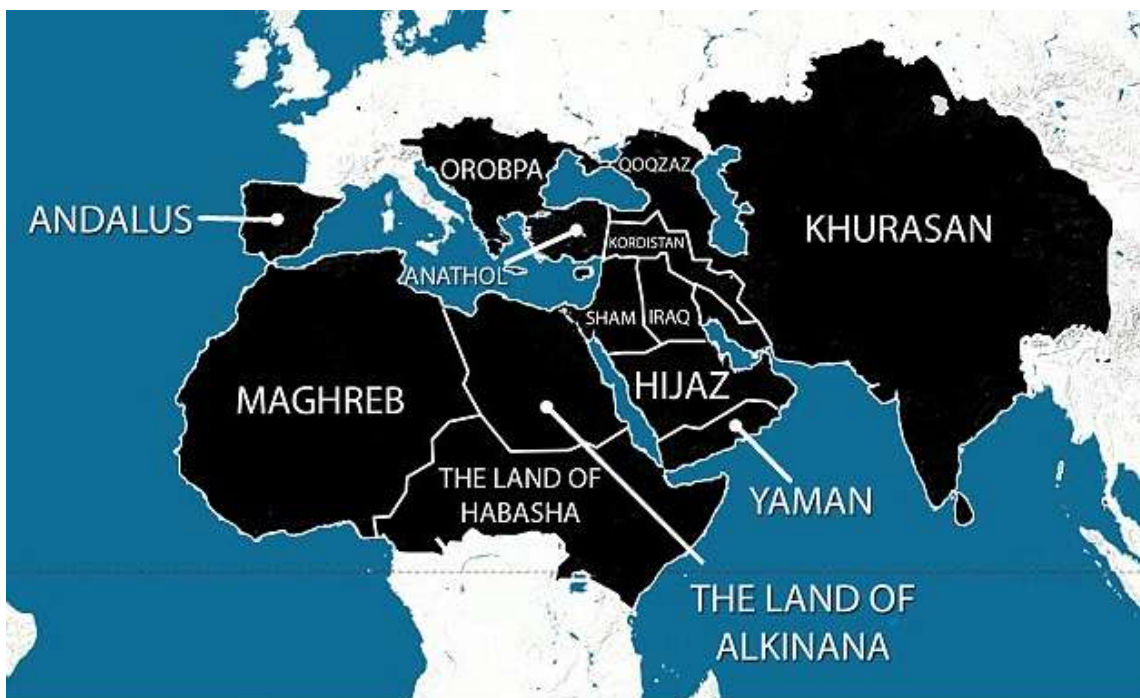 OROBPA
QOQZAZ
ANDALUS
KHURASAN
KORDISTAN
ANATHOL
SHAM
IRAQ
MAGHREB
HIJAZ
THE LAND OF
HABASHA
YAMAN
THE LAND OF
ALKINANA